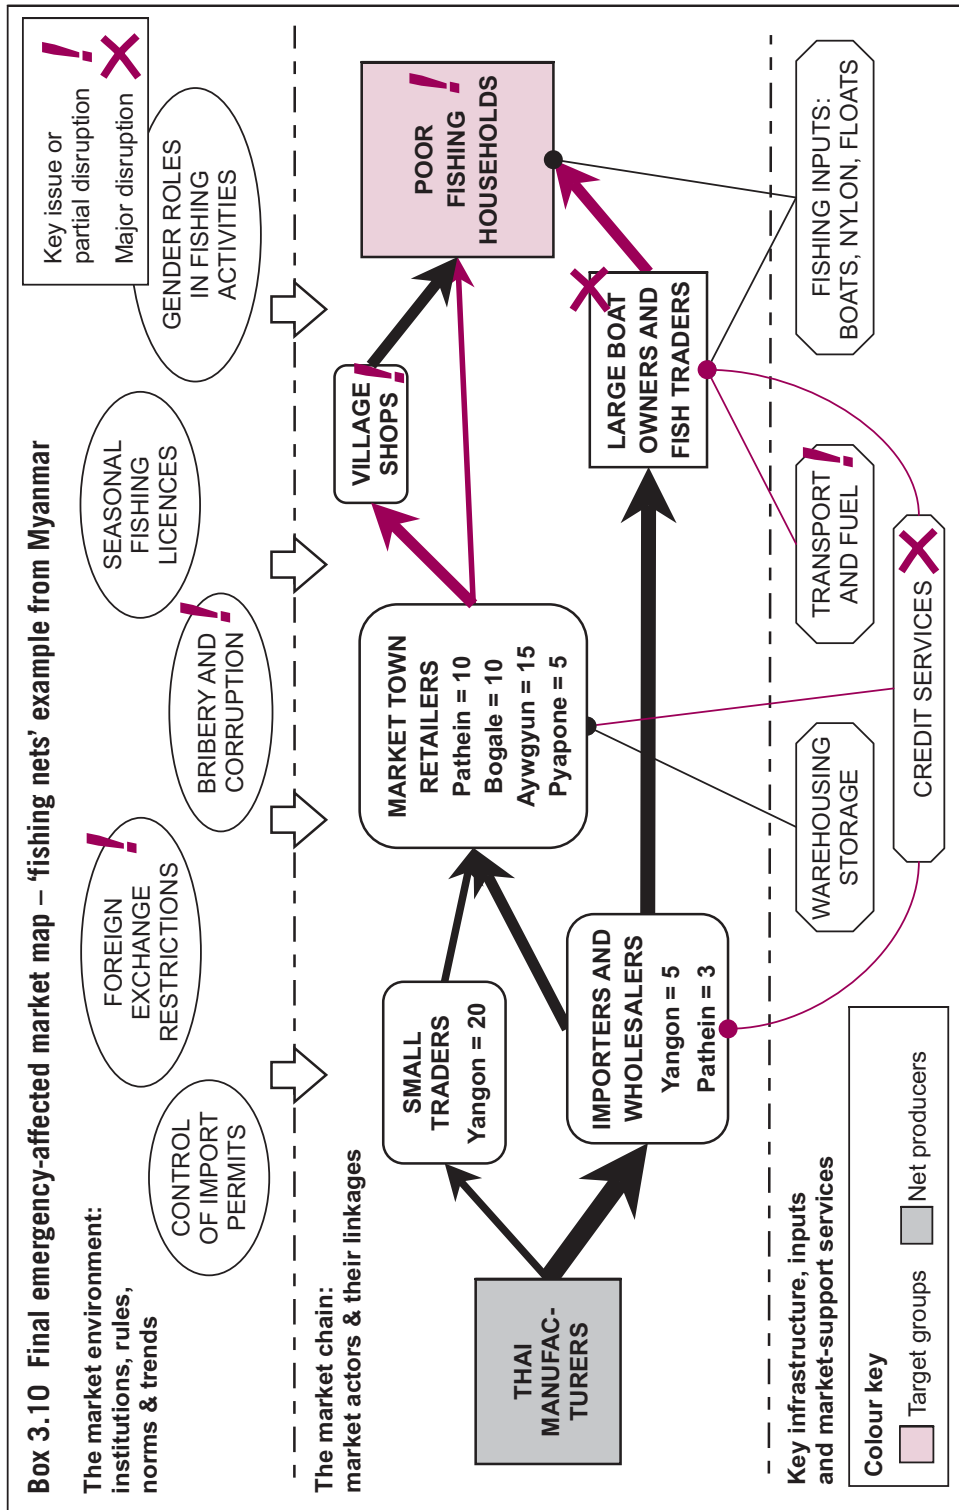 Box 3.10 Final emergency-affected market map – ‘fishing nets’ example from Myanmar
The market environment:
institutions, rules,
norms & trends
CONTROL
OF IMPORT
PERMITS
FOREIGN
EXCHANGE
RESTRICTIONS
!
BRIBERY AND
CORRUPTION
!
SEASONAL
FISHING
LICENCES
GENDER ROLES
IN FISHING
ACTIVITIES
Key issue or
partial disruption
!
Major disruption
The market chain:
market actors & their linkages
THAI
MANUFAC-
TURERS
SMALL
TRADERS
Yangon = 20
IMPORTERS AND
WHOLESALERS
Yangon = 5
Pathein = 3
MARKET TOWN
RETAILERS
Pathein = 10
Bogale = 10
Aywgyun = 15
Pyapone = 5
VILLAGE
SHOPS
!
LARGE BOAT
OWNERS AND
FISH TRADERS
POOR
FISHING
HOUSEHOLDS
!
Key infrastructure, inputs
and market-support services
WAREHOUSING
STORAGE
TRANSPORT
AND FUEL
!
FISHING INPUTS:
BOATS, NYLON, FLOATS
CREDIT SERVICES
Colour key
Target groups
Net producers